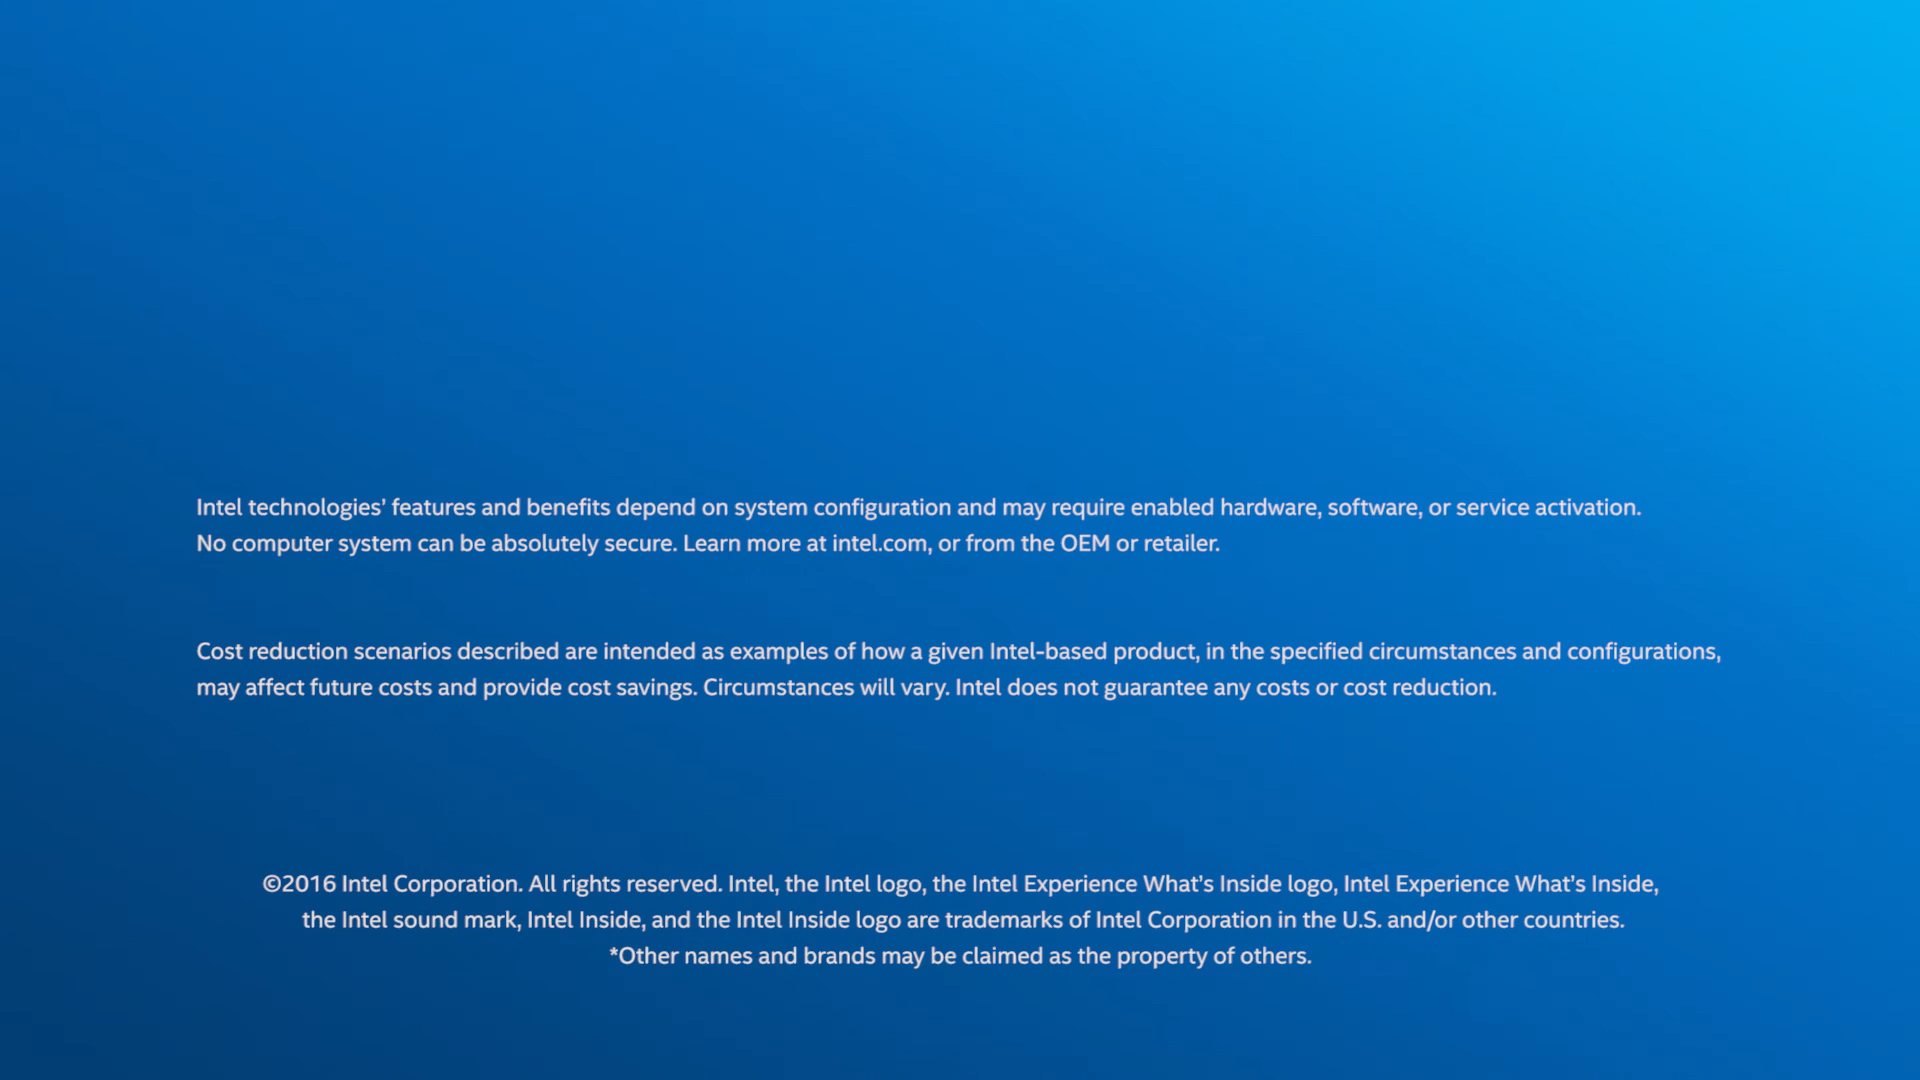 Intel technologies’ features and benefits depend on system configuration and may require enabled hardware, software, or service activation.
No computer system can be absolutely secure. Learn more at intel.com, or from the OEM or retailer.
Cost reduction scenarios described are intended as examples of how a given Intel-based product, in the specified circumstances and configurations,
may affect future costs and provide cost savings. Circumstances will vary. Intel does not guarantee any costs or cost reduction.
©2016 Intel Corporation. All rights reserved. Intel, the Intel logo, the Intel Experience What’s Inside logo, Intel Experience What’s Inside,
the Intel sound mark, Intel Inside, and the Intel Inside logo are trademarks of Intel Corporation in the U.S. and/or other countries.
*Other names and brands may be claimed as the property of others.